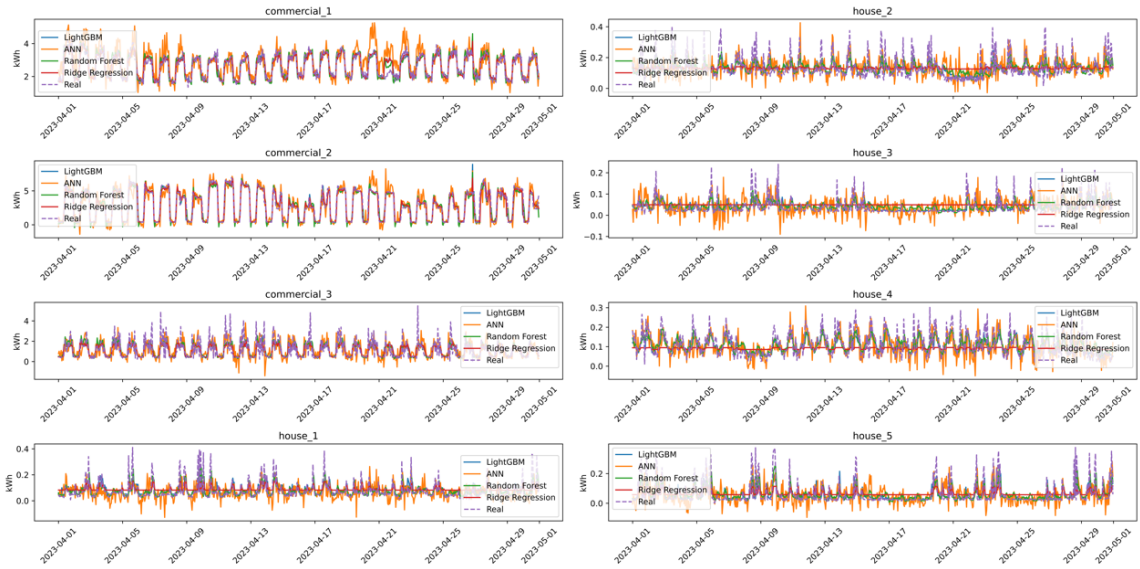 commercial_1
kWh
4
2
LightGBM
ANN
Random Forest
Ridge Regression
Real
2023-04-01 2023-04-05 2023-04-09 2023-04-13 2023-04-17 2023-04-21 2023-04-25 2023-04-29 2023-05-01
house_2
kWh
0.4
0.2
0.0
LightGBM
ANN
Random Forest
Ridge Regression
Real
2023-04-01 2023-04-05 2023-04-09 2023-04-13 2023-04-17 2023-04-21 2023-04-25 2023-04-29 2023-05-01
commercial_2
kWh
5
0
LightGBM
ANN
Random Forest
Ridge Regression
Real
2023-04-01 2023-04-05 2023-04-09 2023-04-13 2023-04-17 2023-04-21 2023-04-25 2023-04-29 2023-05-01
house_3
kWh
0.2
0.1
0.0
−0.1
LightGBM
ANN
Random Forest
Ridge Regression
Real
2023-04-01 2023-04-05 2023-04-09 2023-04-13 2023-04-17 2023-04-21 2023-04-25 2023-04-29 2023-05-01
commercial_3
kWh
4
2
0
LightGBM
ANN
Random Forest
Ridge Regression
Real
2023-04-01 2023-04-05 2023-04-09 2023-04-13 2023-04-17 2023-04-21 2023-04-25 2023-04-29 2023-05-01
house_4
kWh
0.3
0.2
0.1
0.0
LightGBM
ANN
Random Forest
Ridge Regression
Real
2023-04-01 2023-04-05 2023-04-09 2023-04-13 2023-04-17 2023-04-21 2023-04-25 2023-04-29 2023-05-01
house_1
kWh
0.4
0.2
0.0
LightGBM
ANN
Random Forest
Ridge Regression
Real
2023-04-01 2023-04-05 2023-04-09 2023-04-13 2023-04-17 2023-04-21 2023-04-25 2023-04-29 2023-05-01
house_5
kWh
0.2
0.0
LightGBM
ANN
Random Forest
Ridge Regression
Real
2023-04-01 2023-04-05 2023-04-09 2023-04-13 2023-04-17 2023-04-21 2023-04-25 2023-04-29 2023-05-01